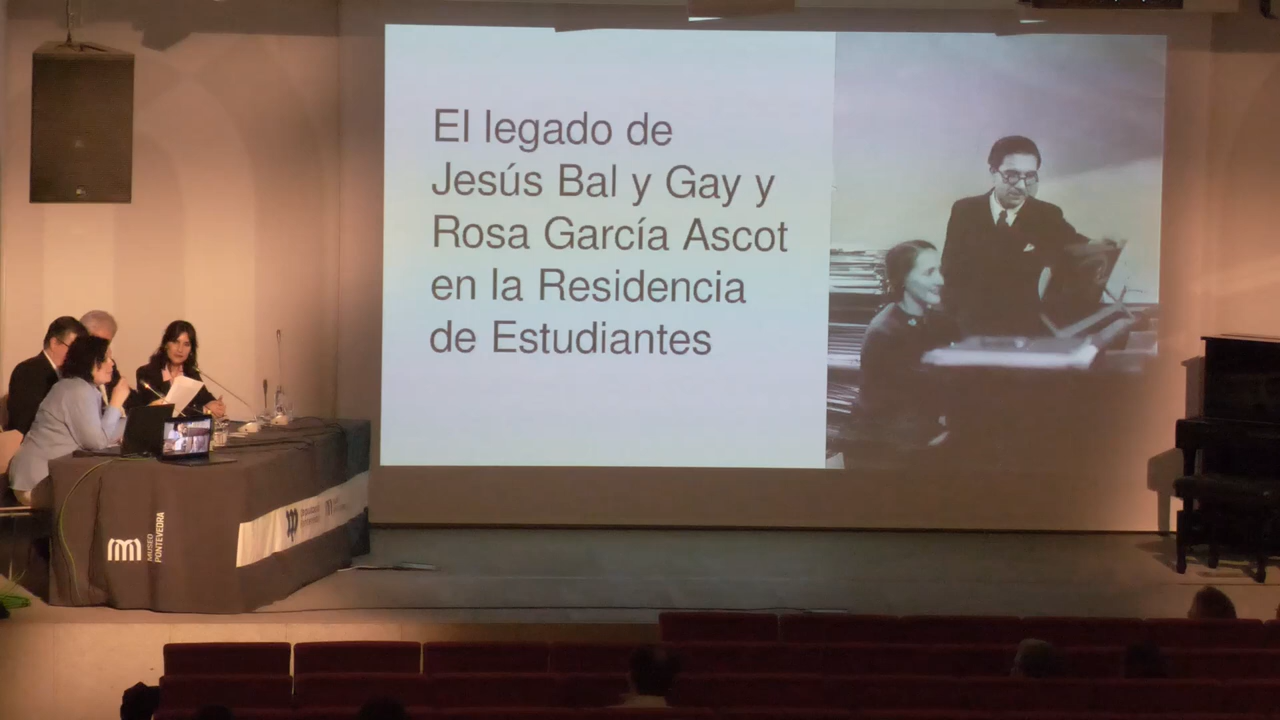 El legado de
Jesús Bal y Gay y
Rosa García Ascot
en la Residencia
de Estudiantes
MUSEO
PONTEVEDRA